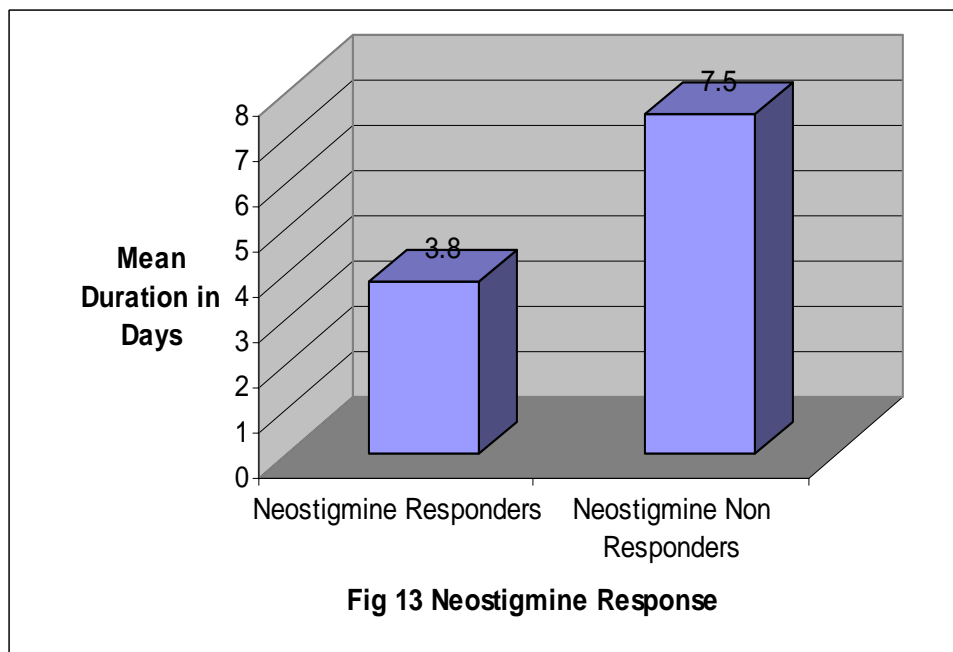 7.5
8
7
6
5
4
3
2
1
0
3.8
Mean
Duration in
Days
Neostigmine Responders
Neostigmine Non
Responders
Fig 13 Neostigmine Response